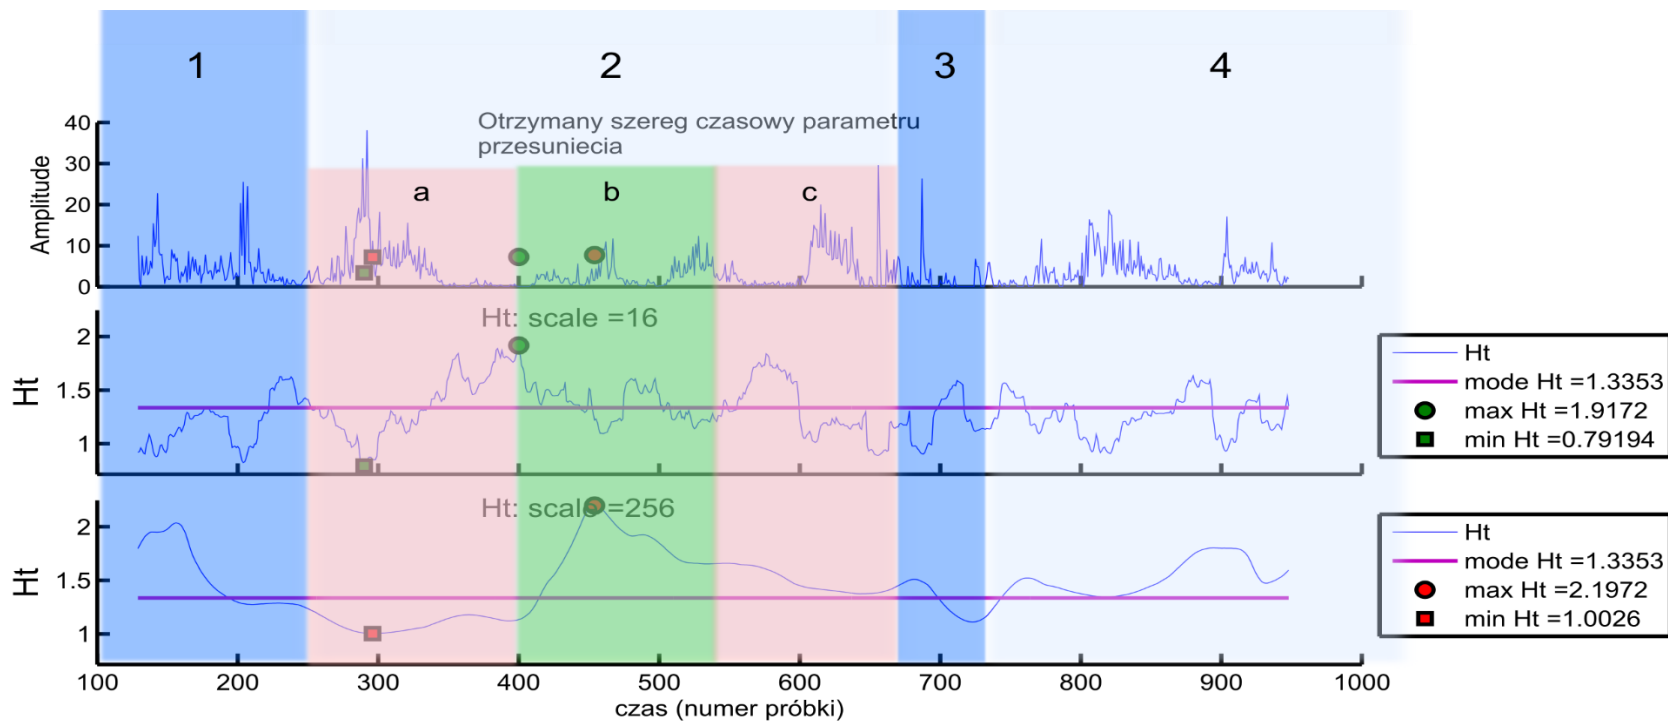 1
2
3
4
Otrzymany szereg czasowy parametru
przesuniecia
a
b
c
Amplitude
40
30
20
10
0
Ht: scale =16
Ht
2
1.5
1
Ht
mode Ht =1.3353
max Ht =1.9172
min Ht =0.79194
Ht: scale =256
Ht
2
1.5
1
Ht
mode Ht =1.3353
max Ht =2.1972
min Ht =1.0026
100 200 300 400 500 600 700 800 900 1000
czas (numer próbki)